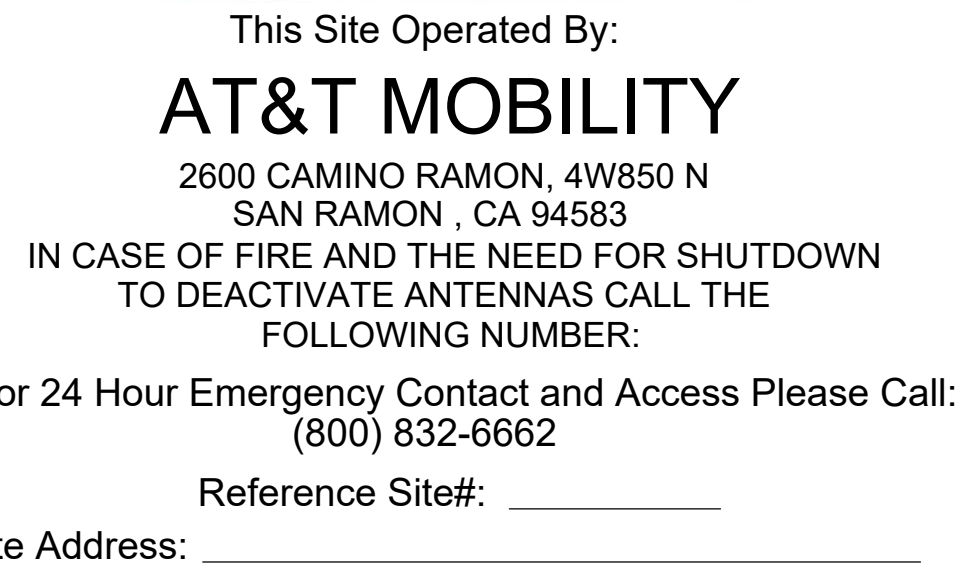 This Site Operated By:
AT&T MOBILITY
2600 CAMINO RAMON, 4W850 N
SAN RAMON , CA 94583
IN CASE OF FIRE AND THE NEED FOR SHUTDOWN
TO DEACTIVATE ANTENNAS CALL THE
FOLLOWING NUMBER:
or 24 Hour Emergency Contact and Access Please Call:
(800) 832-6662
Reference Site#: __________
te Address: __________________________________